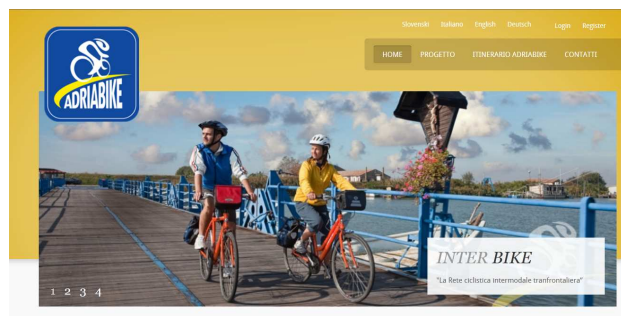 Slovenski Italiano English Deutsch Login Register
HOME PROGETTO ITINERARIO ADRIABIKE CONTATTI
ADRIABIKE
INTER BIKE
"La Rete ciclistica intermodale tranfrontaliera"
1 2 3 4